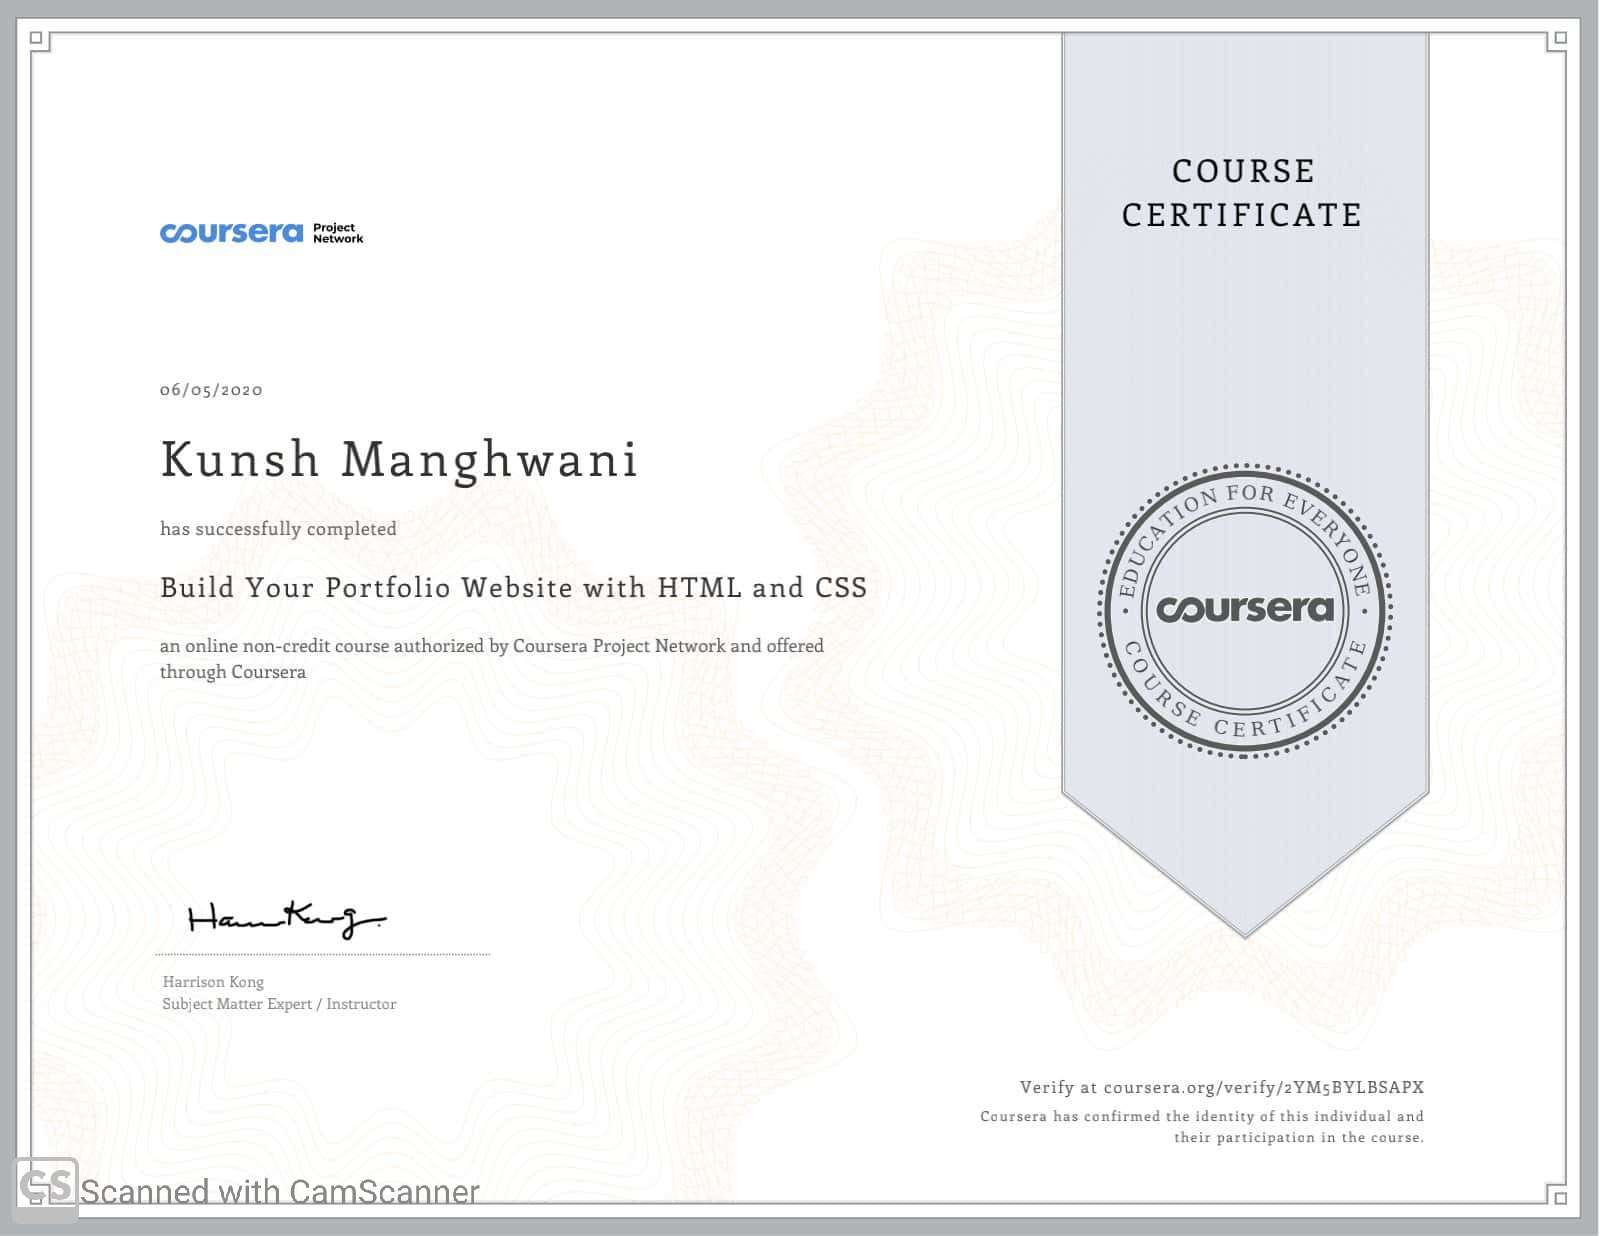 COURSE
CERTIFICATE
coursera Project
Network
06/05/2020
Kunsh Manghwani
has successfully completed
Build Your Portfolio Website with HTML and CSS
an online non-credit course authorized by Coursera Project Network and offered
through Coursera
EDUCATION FOR EVERYONE
coursera
COURSE CERTIFICATE
Harrison Kong
Subject Matter Expert / Instructor
Verify at coursera.org/verify/2YM5BYLBSAPX
Coursera has confirmed the identity of this individual and
their participation in the course.
CS Scanned with CamScanner